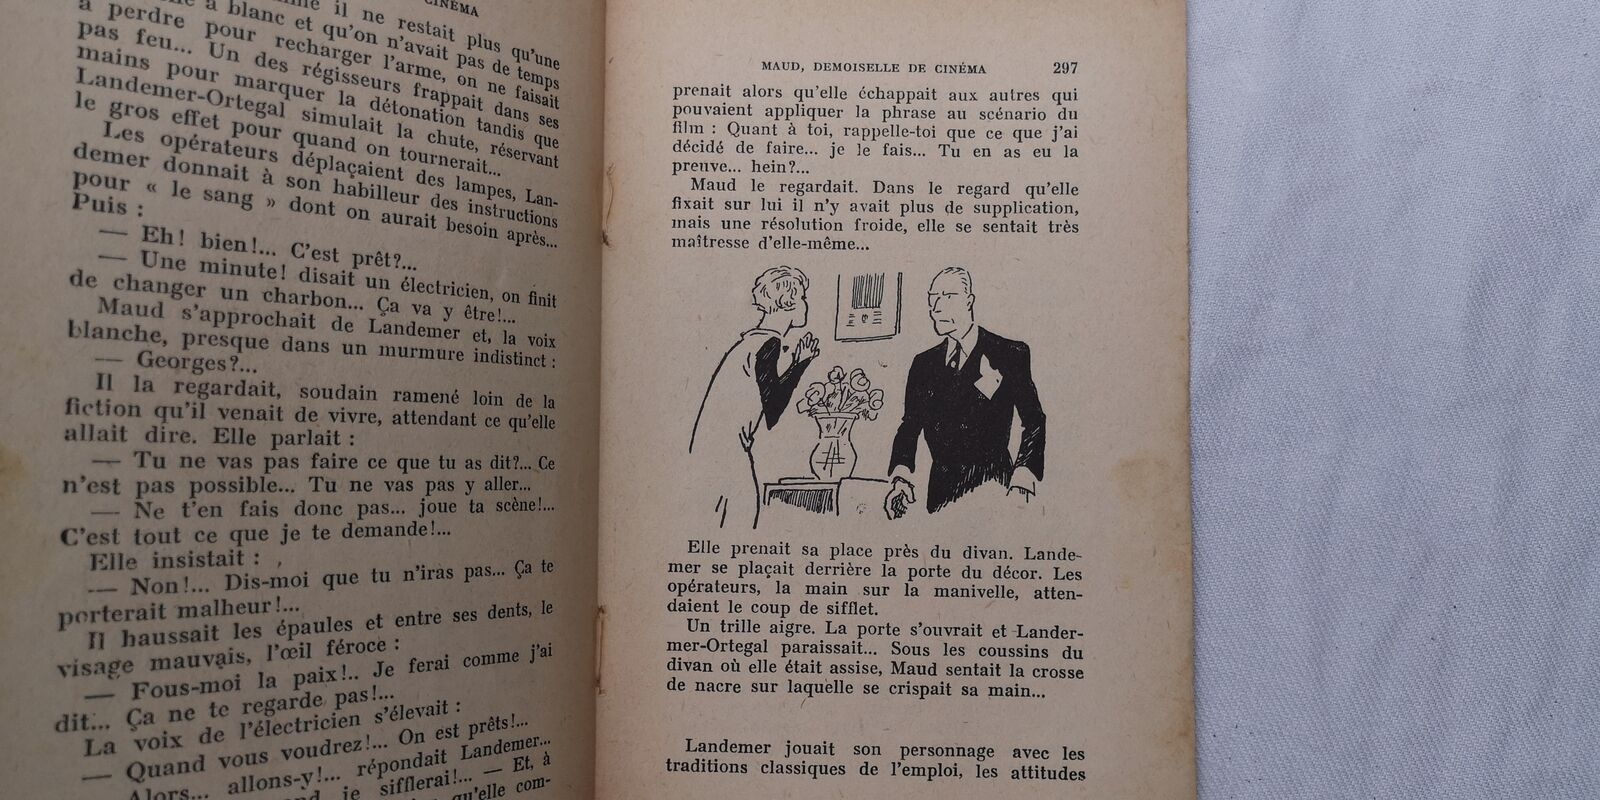 CINÉMA
il ne restait plus qu'une
à blanc et qu'on n'avait pas de temps
à perdre pour recharger l'arme, on ne faisait
pas feu... Un des régisseurs frappait dans ses
mains pour marquer la détonation tandis que
Landemer-Ortegal simulait la chute, réservant
le gros effet pour quand on tournerait...
Les opérateurs déplaçaient des lampes, Lan-
demer donnait à son habilleur des instructions
pour « le sang » dont on aurait besoin après...
Puis :
— Eh! bien!... C'est prêt?...
— Une minute! disait un électricien, on finit
de changer un charbon... Ça va y être!...
Maud s'approchait de Landemer et, la voix
blanche, presque dans un murmure indistinct :
— Georges?...
Il la regardait, soudain ramené loin de la
fiction qu'il venait de vivre, attendant ce qu'elle
allait dire. Elle parlait :
— Tu ne vas pas faire ce que tu as dit?... Ce
n'est pas possible... Tu ne vas pas y aller...
— Ne t'en fais donc pas... joue ta scène!...
C'est tout ce que je te demande!...
Elle insistait :
— Non!... Dis-moi que tu n'iras pas... Ça te
porterait malheur!...
Il haussait les épaules et entre ses dents, le
visage mauvais, l'œil féroce :
— Fous-moi la paix!.. Je ferai comme j'ai
dit... Ça ne te regarde pas!...
La voix de l'électricien s'élevait :
— Quand vous voudrez!... On est prêts!...
Alors... allons-y!... répondait Landemer...
je sifflerai!... — Et, à
qu'elle com-
MAUD, DEMOISELLE DE CINÉMA 297
prenait alors qu'elle échappait aux autres qui
pouvaient appliquer la phrase au scénario du
film : Quant à toi, rappelle-toi que ce que j'ai
décidé de faire... je le fais... Tu en as eu la
preuve... hein?...
Maud le regardait. Dans le regard qu'elle
fixait sur lui il n'y avait plus de supplication,
mais une résolution froide, elle se sentait très
maîtresse d'elle-même...
Elle prenait sa place près du divan. Lande-
mer se plaçait derrière la porte du décor. Les
opérateurs, la main sur la manivelle, atten-
daient le coup de sifflet.
Un trille aigre. La porte s'ouvrait et Lander-
mer-Ortegal paraissait... Sous les coussins du
divan où elle était assise, Maud sentait la crosse
de nacre sur laquelle se crispait sa main...
Landemer jouait son personnage avec les
traditions classiques de l'emploi, les attitudes